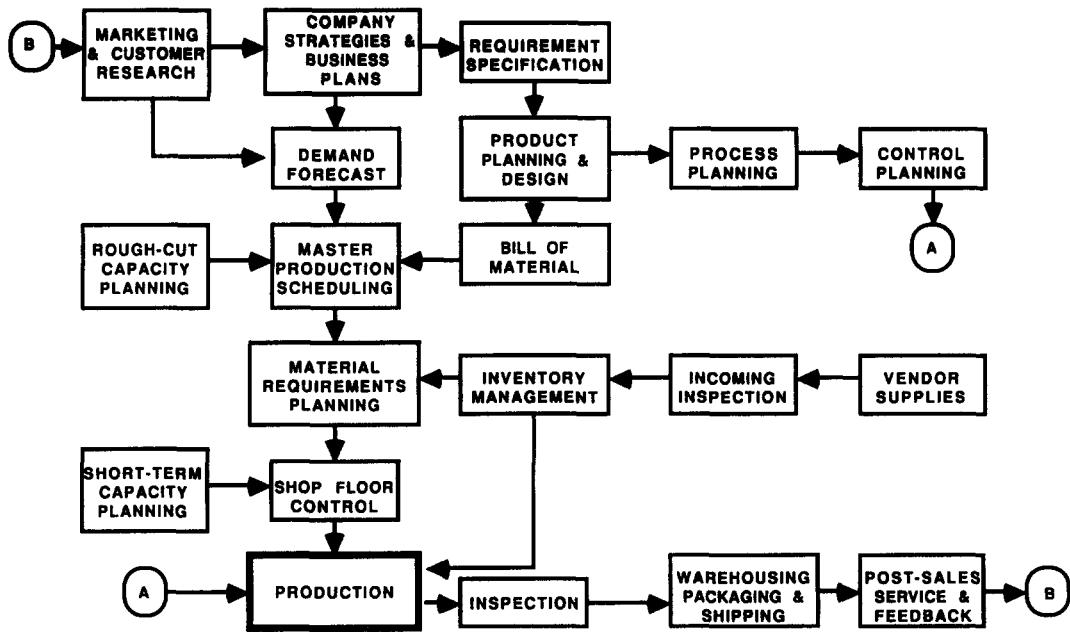 B
MARKETING
& CUSTOMER
RESEARCH
COMPANY
STRATEGIES &
BUSINESS
PLANS
REQUIREMENT
SPECIFICATION
DEMAND
FORECAST
PRODUCT
PLANNING &
DESIGN
PROCESS
PLANNING
CONTROL
PLANNING
ROUGH-CUT
CAPACITY
PLANNING
MASTER
PRODUCTION
SCHEDULING
BILL OF
MATERIAL
A
MATERIAL
REQUIREMENTS
PLANNING
INVENTORY
MANAGEMENT
INCOMING
INSPECTION
VENDOR
SUPPLIES
SHORT-TERM
CAPACITY
PLANNING
SHOP FLOOR
CONTROL
A
PRODUCTION
INSPECTION
WAREHOUSING
PACKAGING &
SHIPPING
POST-SALES
SERVICE &
FEEDBACK
B